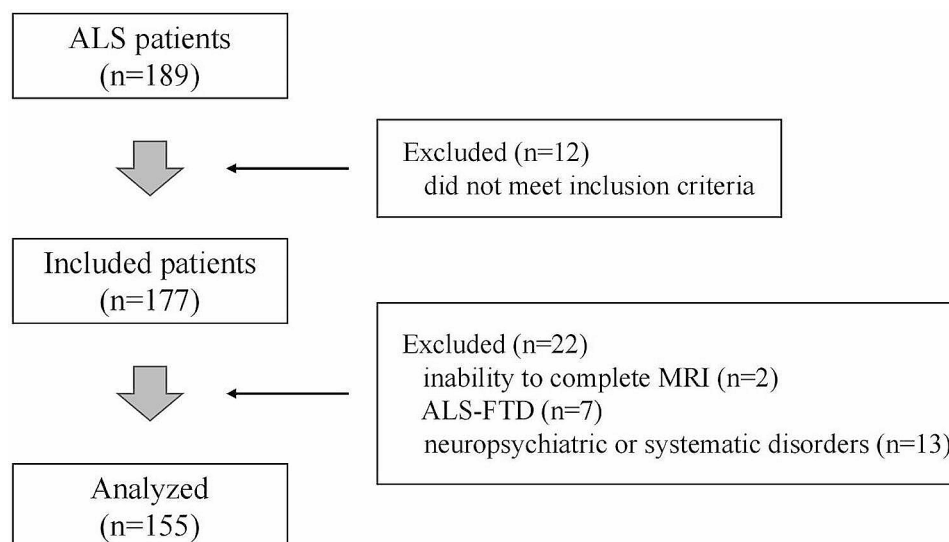 ALS patients
(n=189)
Excluded (n=12)
did not meet inclusion criteria
Included patients
(n=177)
Excluded (n=22)
inability to complete MRI (n=2)
ALS-FTD (n=7)
neuropsychiatric or systematic disorders (n=13)
Analyzed
(n=155)